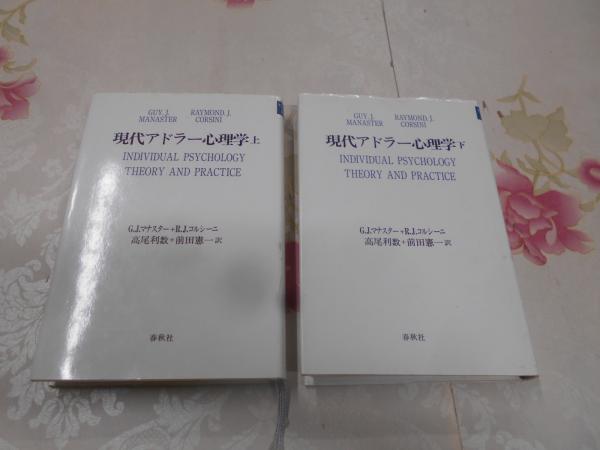 GUY. J. RAYMOND. J.
MANASTER CORSINI
現代アドラー心理学 上
INDIVIDUAL PSYCHOLOGY
THEORY AND PRACTICE
G.J.マナスター+R.J.コルシーニ
高尾利数+前田憲一 訳
春秋社
GUY. J. RAYMOND. J.
MANASTER CORSINI
現代アドラー心理学 下
INDIVIDUAL PSYCHOLOGY
THEORY AND PRACTICE
G.J.マナスター+R.J.コルシーニ
高尾利数+前田憲一 訳
春秋社